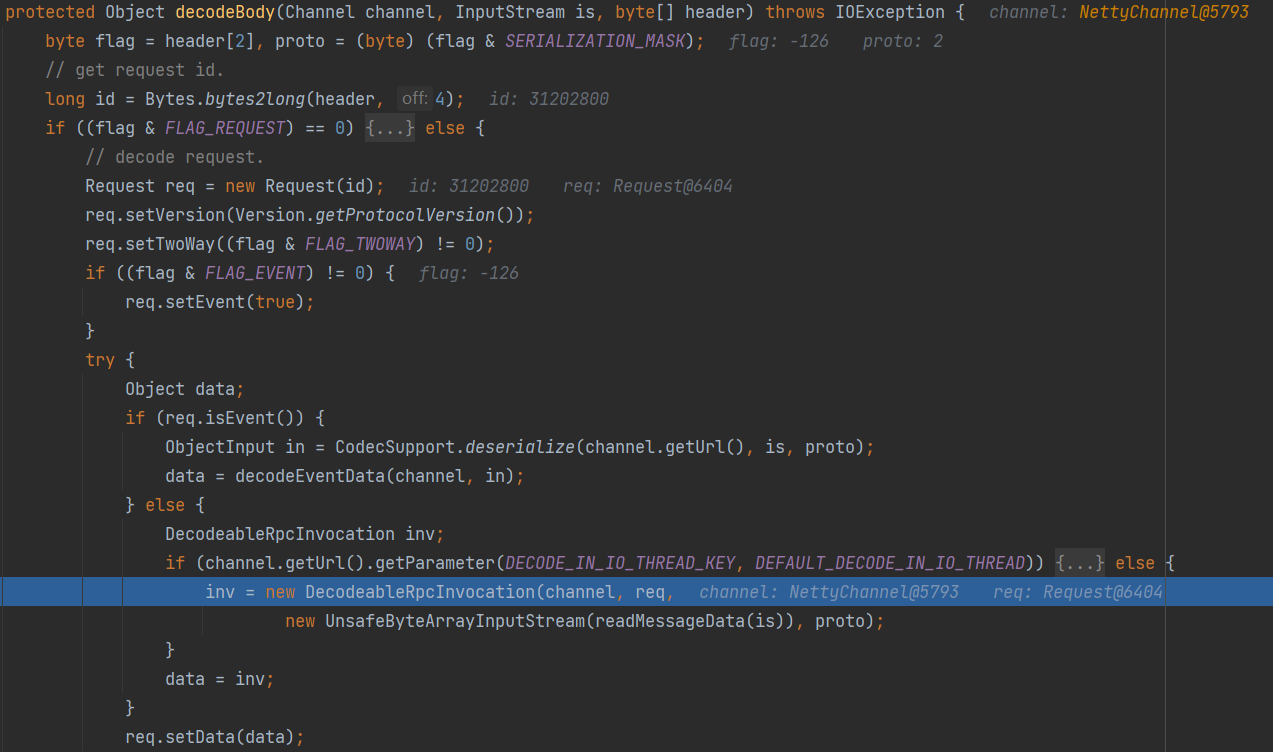 protected Object decodeBody(Channel channel, InputStream is, byte[] header) throws IOException {   channel: NettyChannel@5793
    byte flag = header[2], proto = (byte) (flag & SERIALIZATION_MASK);   flag: -126    proto: 2
    // get request id.
    long id = Bytes.bytes2long(header,  off: 4);   id: 31202800
    if ((flag & FLAG_REQUEST) == 0) {...} else {
        // decode request.
        Request req = new Request(id);   id: 31202800    req: Request@6404
        req.setVersion(Version.getProtocolVersion());
        req.setTwoWay((flag & FLAG_TWOWAY) != 0);
        if ((flag & FLAG_EVENT) != 0) {   flag: -126
            req.setEvent(true);
        }
        try {
            Object data;
            if (req.isEvent()) {
                ObjectInput in = CodecSupport.deserialize(channel.getUrl(), is, proto);
                data = decodeEventData(channel, in);
            } else {
                DecodeableRpcInvocation inv;
                if (channel.getUrl().getParameter(DECODE_IN_IO_THREAD_KEY, DEFAULT_DECODE_IN_IO_THREAD)) {...} else {
                    inv = new DecodeableRpcInvocation(channel, req,   channel: NettyChannel@5793    req: Request@6404
                            new UnsafeByteArrayInputStream(readMessageData(is)), proto);
                }
                data = inv;
            }
            req.setData(data);